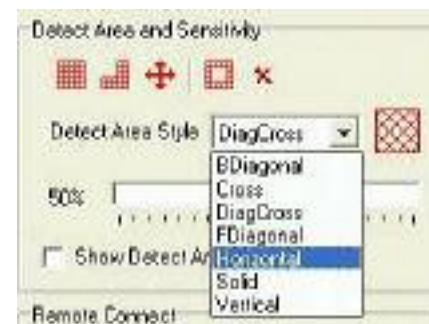 Detect Area and Sensitivity
Detect Area Style DiagCross
BDiagonal
50% Cross
DiagCross
FDiagonal
Show Detect Ar Horizontal
Solid
Vertical
Remote Connect